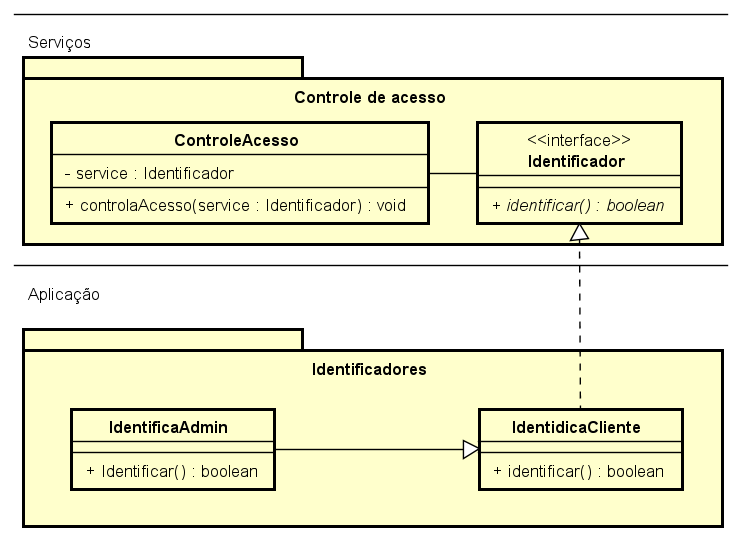 Serviços
Controle de acesso
ControleAcesso
- service : Identificador
+ controlaAcesso(service : Identificador) : void
<<interface>>
Identificador
+ identificar() : boolean
Aplicação
Identificadores
IdentificaAdmin
+ Identificar() : boolean
IdentidicaCliente
+ identificar() : boolean